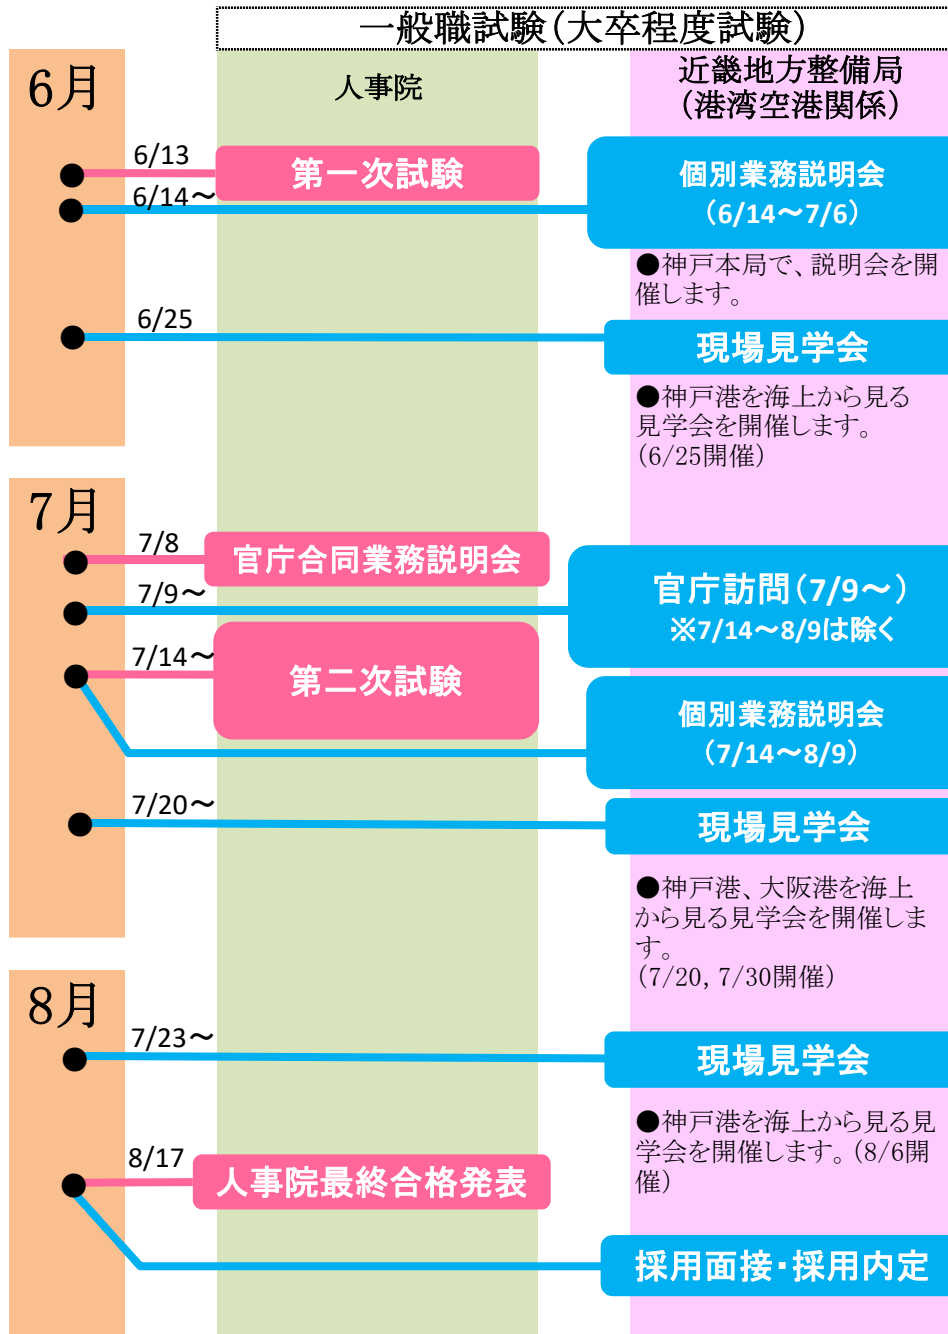 一般職試験(大卒程度試験)
人事院
近畿地方整備局
(港湾空港関係)
6月
6/13
第一次試験
6/14～
個別業務説明会
(6/14～7/6)
●神戸本局で、説明会を開
催します。
6/25
現場見学会
●神戸港を海上から見る
見学会を開催します。
(6/25開催)
7月
7/8
官庁合同業務説明会
7/9～
官庁訪問(7/9～)
※7/14～8/9は除く
7/14～
第二次試験
個別業務説明会
(7/14～8/9)
7/20～
現場見学会
●神戸港、大阪港を海上
から見る見学会を開催しま
す。
(7/20, 7/30開催)
8月
7/23～
現場見学会
●神戸港を海上から見る見
学会を開催します。(8/6開
催)
8/17
人事院最終合格発表
採用面接・採用内定